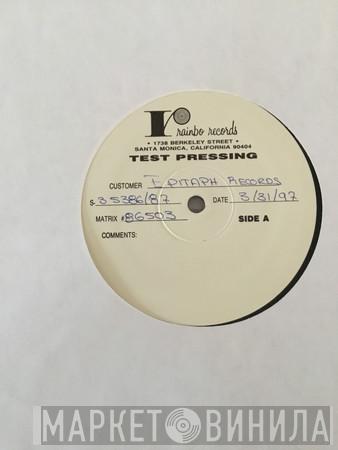 r rainbo records
• 1738 BERKELEY STREET •
SANTA MONICA, CALIFORNIA 90404
TEST PRESSING
CUSTOMER EPITAPH RECORDS
S- 35386/87 DATE 3/31/97
MATRIX #86503 SIDE A
COMMENTS:
МАРКЕТ ВИНИЛА